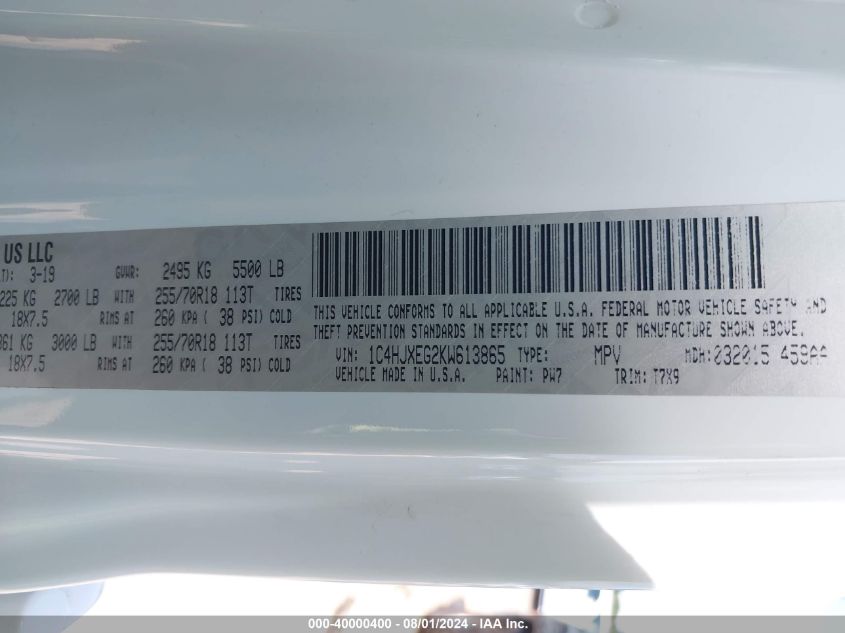 US LLC
T): 3-19 GVWR: 2495 KG 5500 LB
225 KG 2700 LB WITH 255/70R18 113T TIRES
18X7.5 RIMS AT 260 KPA ( 38 PSI) COLD
061 KG 3000 LB WITH 255/70R18 113T TIRES
18X7.5 RIMS AT 260 KPA ( 38 PSI) COLD
THIS VEHICLE CONFORMS TO ALL APPLICABLE U.S.A. FEDERAL MOTOR VEHICLE SAFETY AND
THEFT PREVENTION STANDARDS IN EFFECT ON THE DATE OF MANUFACTURE SHOWN ABOVE.
VIN: 1C4HJXEG2KW613865 TYPE: MPV MDH: 032015 459AA
VEHICLE MADE IN U.S.A. PAINT: PW7 TRIM: T7X9
000-40000400 - 08/01/2024 - IAA Inc.